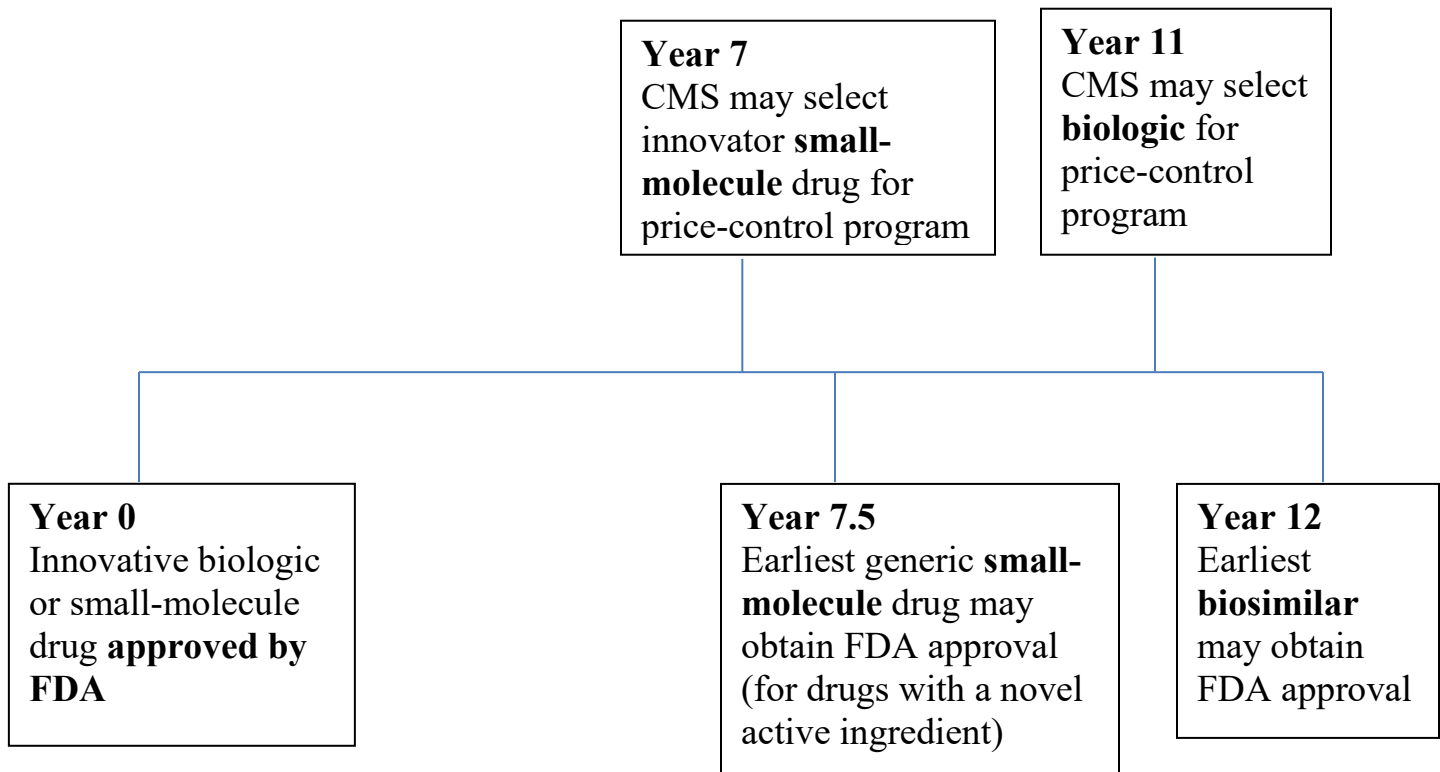 Year 7
CMS may select
innovator small-
molecule drug for
price-control program
Year 11
CMS may select
biologic for
price-control
program
Year 0
Innovative biologic
or small-molecule
drug approved by
FDA
Year 7.5
Earliest generic small-
molecule drug may
obtain FDA approval
(for drugs with a novel
active ingredient)
Year 12
Earliest
biosimilar
may obtain
FDA approval